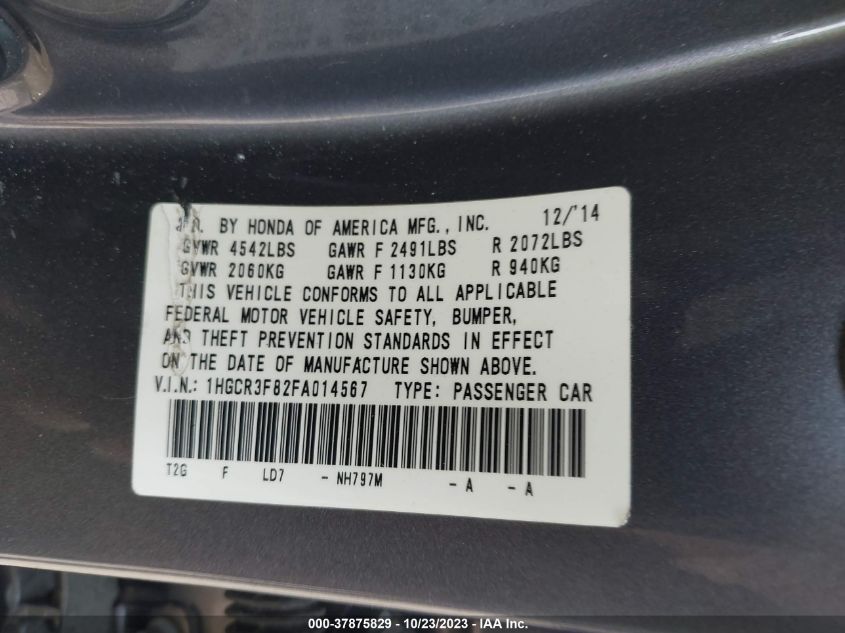 BY HONDA OF AMERICA MFG., INC. 12/'14
GVWR 4542LBS GAWR F 2491LBS R 2072LBS
GVWR 2060KG GAWR F 1130KG R 940KG
THIS VEHICLE CONFORMS TO ALL APPLICABLE
FEDERAL MOTOR VEHICLE SAFETY, BUMPER,
AND THEFT PREVENTION STANDARDS IN EFFECT
ON THE DATE OF MANUFACTURE SHOWN ABOVE.
V.I.N.: 1HGCR3F82FA014567 TYPE: PASSENGER CAR
T2G F LD7 - NH797M - A - A
000-37875829 - 10/23/2023 - IAA Inc.